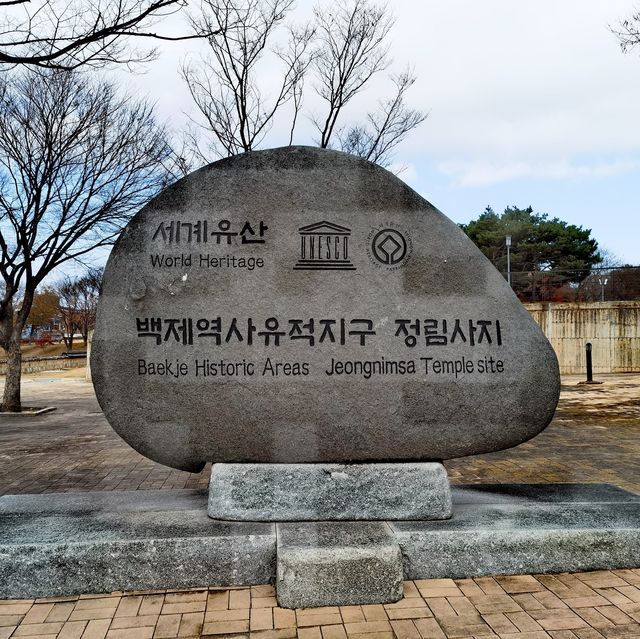 세계유산
World Heritage
UNESCO
백제역사유적지구 정림사지
Baekje Historic Areas Jeongnimsa Temple site